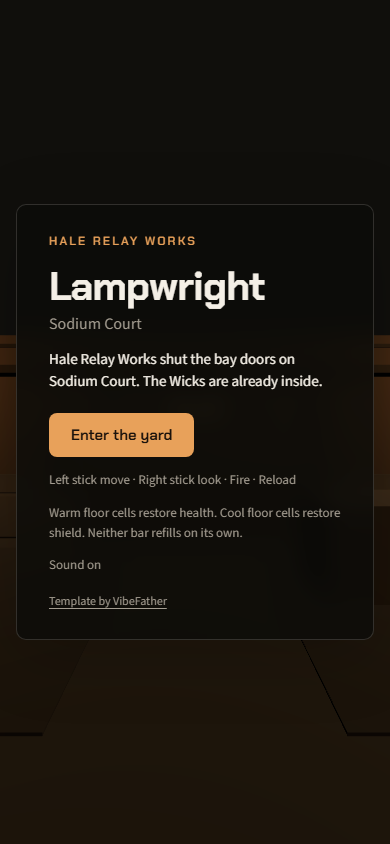 HALE RELAY WORKS
Lampwright
Sodium Court
Hale Relay Works shut the bay doors on
Sodium Court. The Wicks are already inside.
Enter the yard
Left stick move · Right stick look · Fire · Reload
Warm floor cells restore health. Cool floor cells restore
shield. Neither bar refills on its own.
Sound on
Template by VibeFather